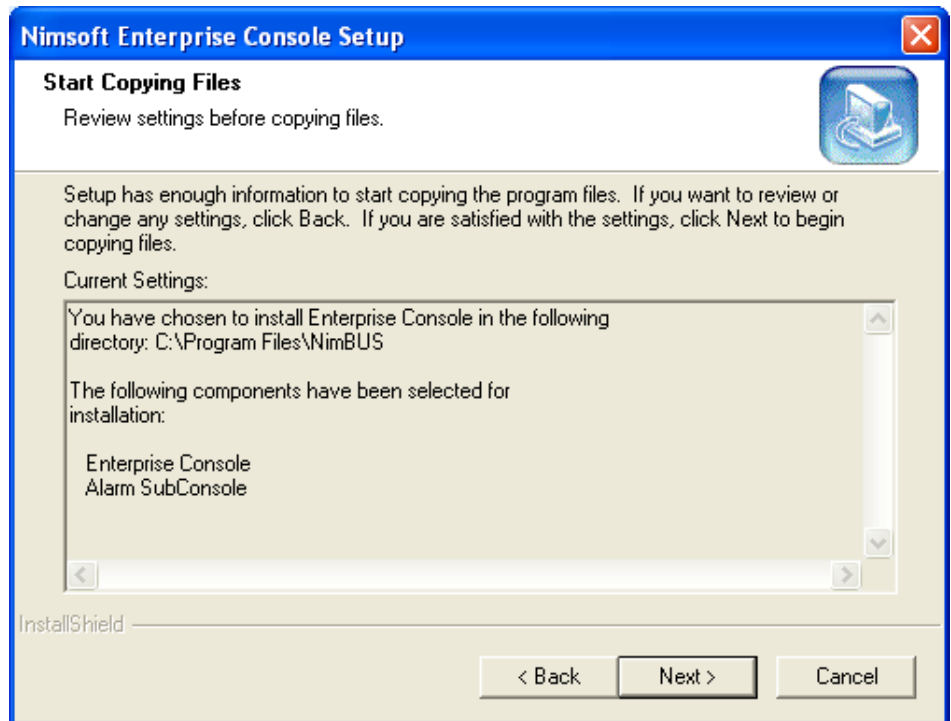 Nimsoft Enterprise Console Setup
Start Copying Files
Review settings before copying files.
Setup has enough information to start copying the program files. If you want to review or
change any settings, click Back. If you are satisfied with the settings, click Next to begin
copying files.
Current Settings:
You have chosen to install Enterprise Console in the following
directory: C:\Program Files\NimBUS
The following components have been selected for
installation:
Enterprise Console
Alarm SubConsole
InstallShield
< Back Next > Cancel